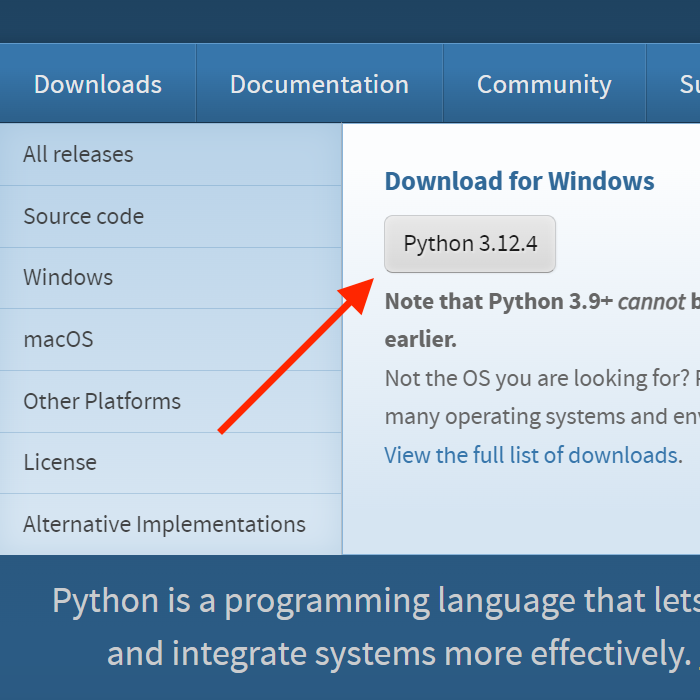 Downloads Documentation Community
All releases
Source code
Windows
macOS
Other Platforms
License
Alternative Implementations
Download for Windows
Python 3.12.4
Note that Python 3.9+ cannot
earlier.
Not the OS you are looking for?
many operating systems and
View the full list of downloads.
Python is a programming language that lets
and integrate systems more effectively.